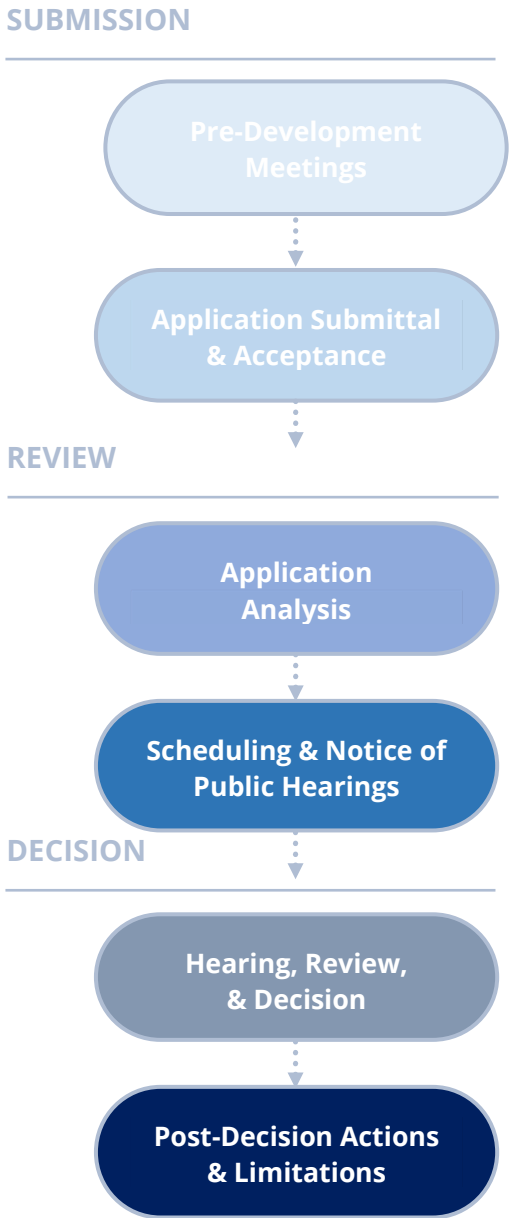 SUBMISSION
Pre-Development
Meetings
Application Submittal
& Acceptance
REVIEW
Application
Analysis
Scheduling & Notice of
Public Hearings
DECISION
Hearing, Review,
& Decision
Post-Decision Actions
& Limitations